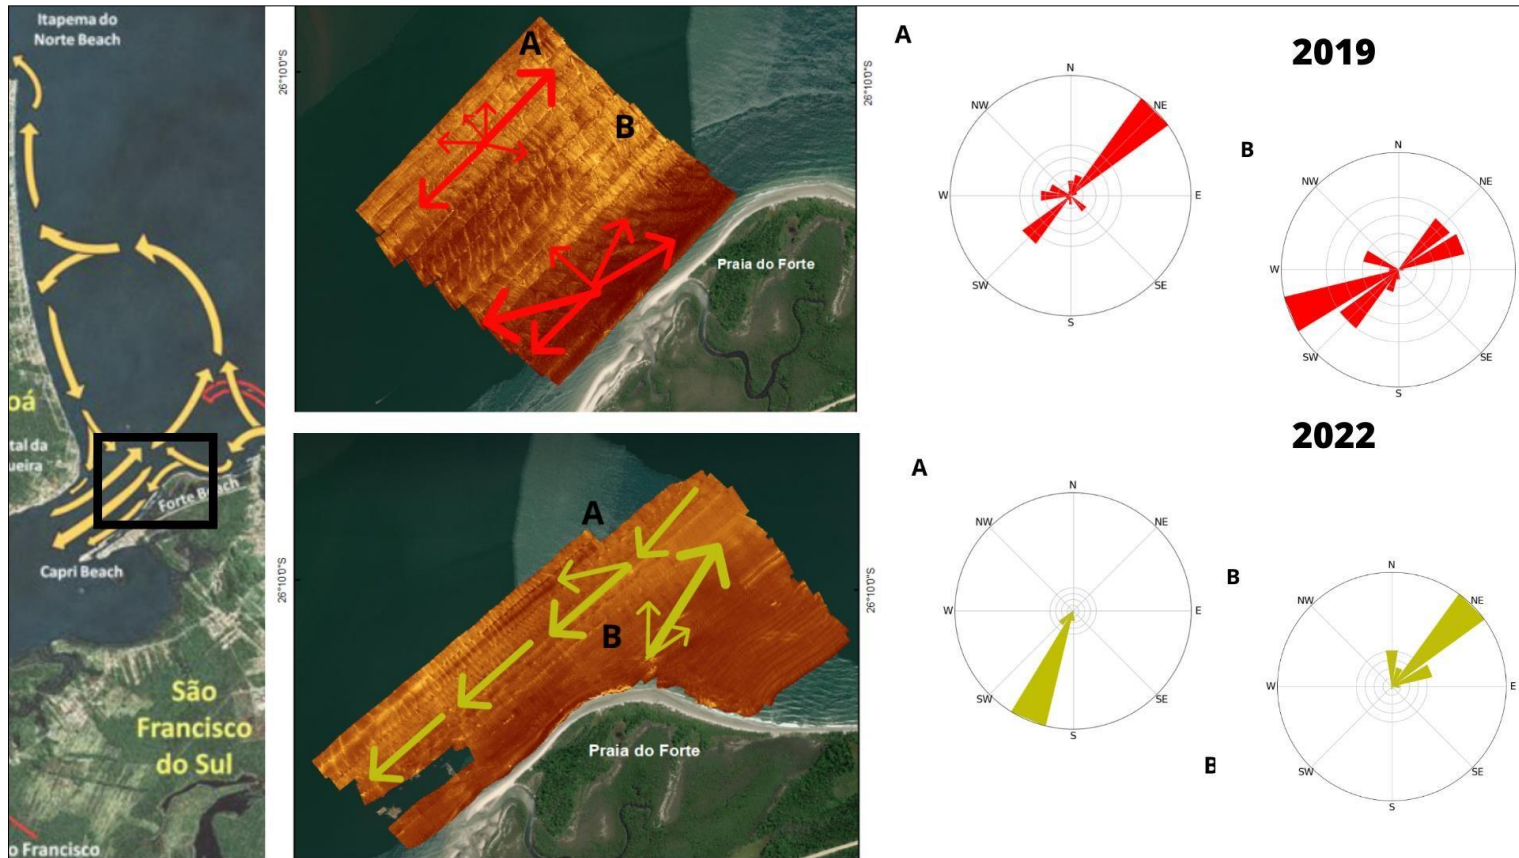 Itapema do
Norte Beach
oá
tal da
ueira
Forte Beach
Capri Beach
São
Francisco
do Sul
o Francisco
A
B
Praia do Forte
26°10'0"S
26°10'0"S
A
B
Praia do Forte
26°10'0"S
26°10'0"S
2019
A
N
NW
NE
W
E
SW
SE
S
B
N
NW
NE
W
SW
SE
S
2022
A
N
NW
NE
W
E
SW
SE
S
B
N
NW
NE
W
E
SW
SE
S
B